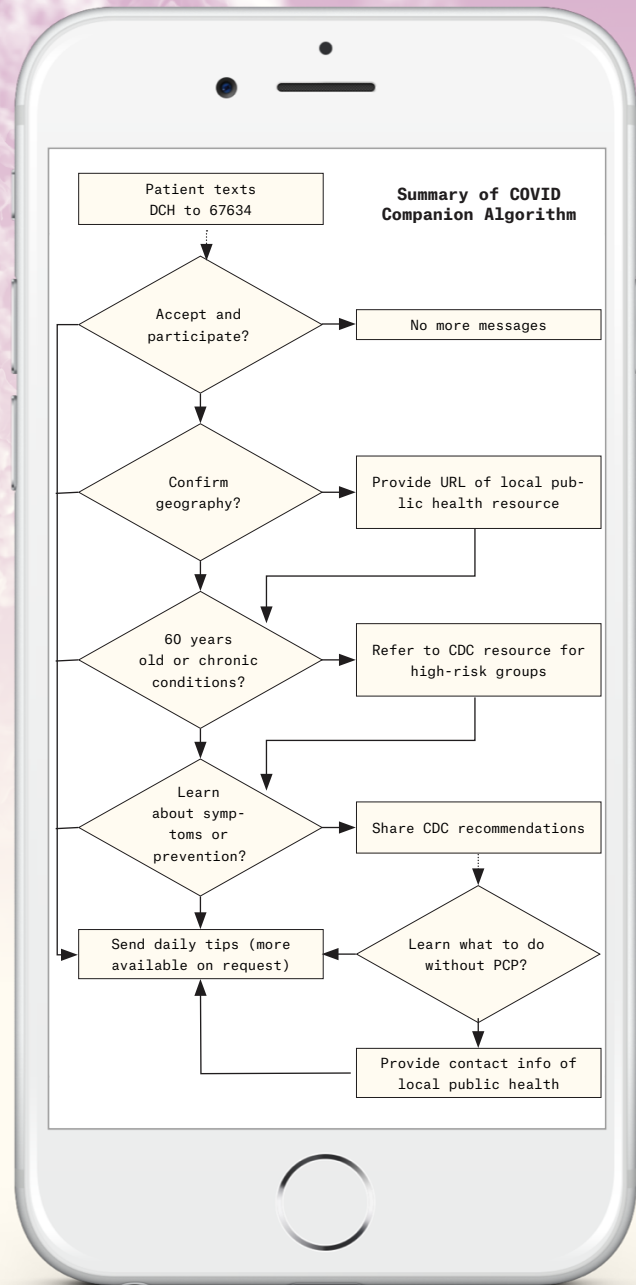 Patient texts
DCH to 67634
Summary of COVID
Companion Algorithm
Accept and
participate?
No more messages
Confirm
geography?
Provide URL of local pub-
lic health resource
60 years
old or chronic
conditions?
Refer to CDC resource for
high-risk groups
Learn
about symp-
toms or
prevention?
Share CDC recommendations
Send daily tips (more
available on request)
Learn what to do
without PCP?
Provide contact info of
local public health